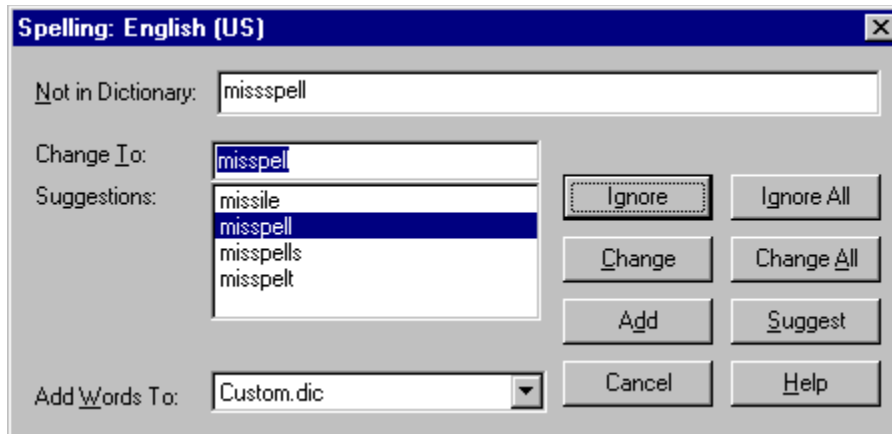 Spelling: English (US)
Not in Dictionary: missspell
Change To: misspell
Suggestions:
missile
misspell
misspells
misspelt
Ignore Ignore All
Change Change All
Add Suggest
Add Words To: Custom.dic
Cancel Help